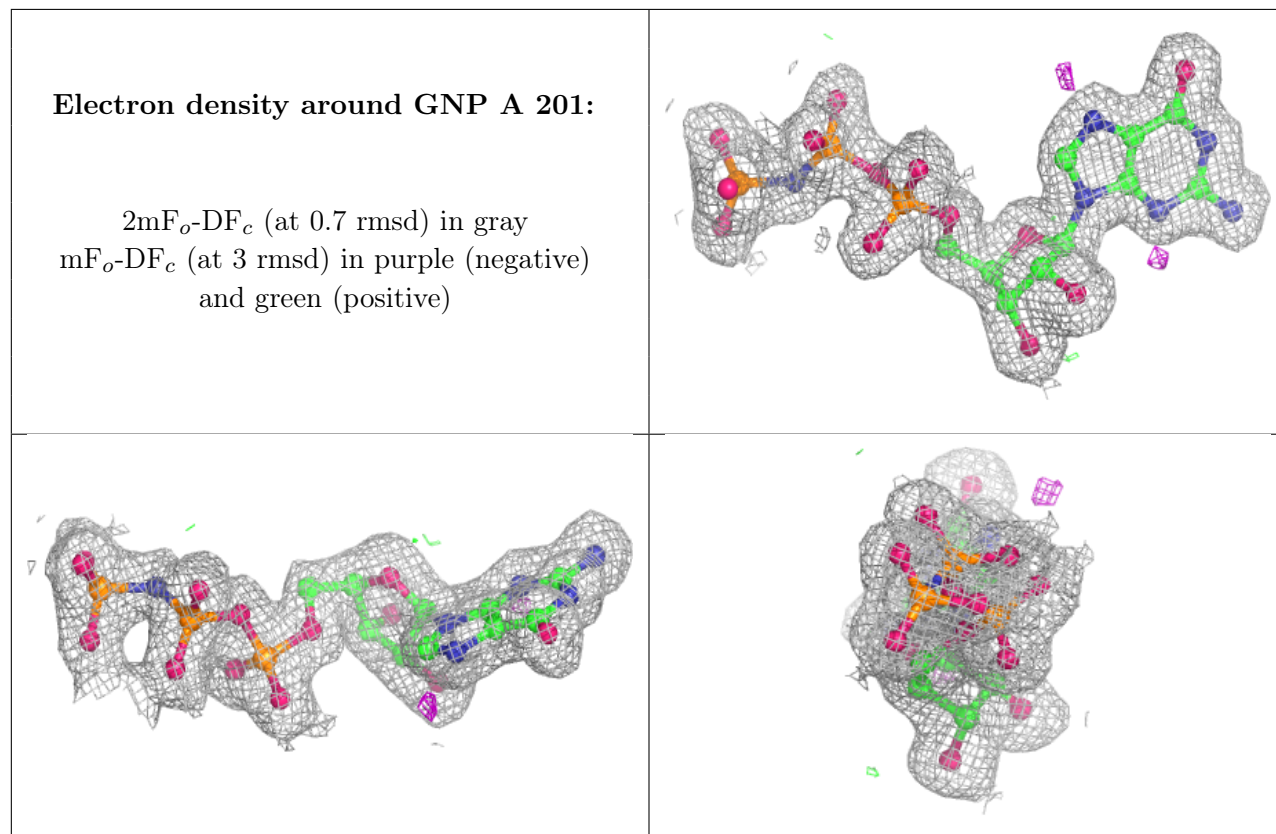 Electron density around GNP A 201:
2mFo-DFc (at 0.7 rmsd) in gray
mFo-DFc (at 3 rmsd) in purple (negative)
and green (positive)